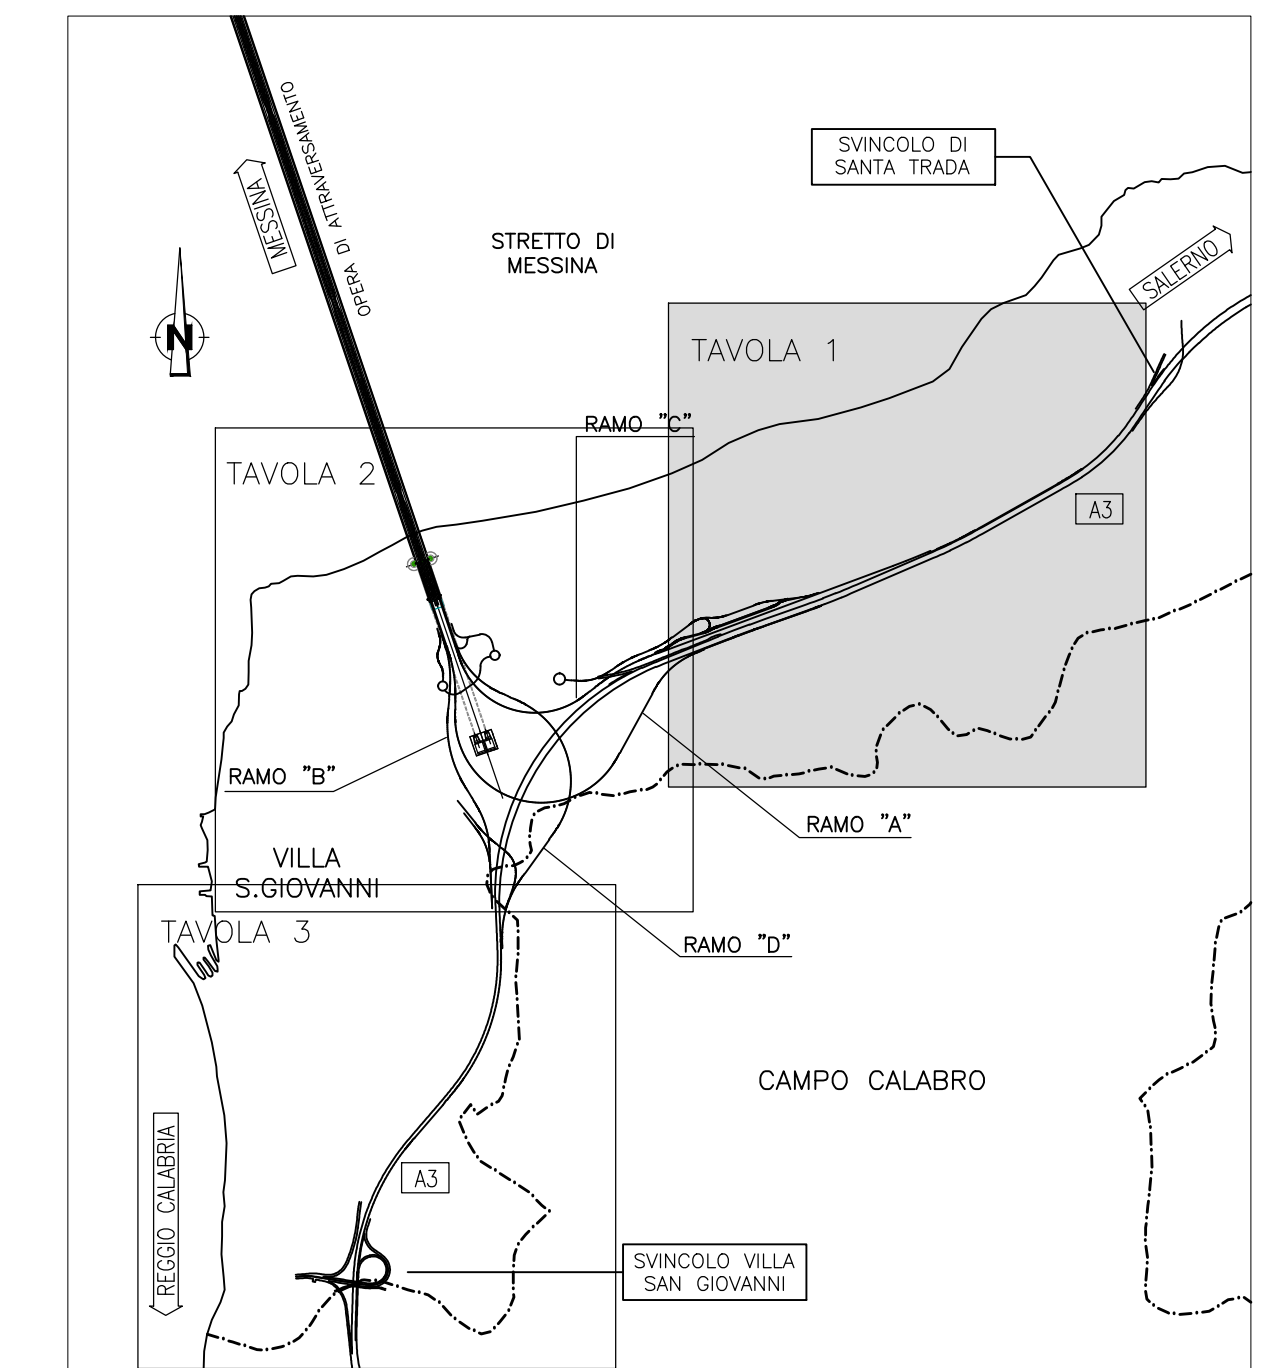 OPERA DI ATTRAVERSAMENTO
MESSINA
SVINCOLO DI
SANTA TRADA
STRETTO DI
MESSINA
SALERNO
N
TAVOLA 1
RAMO "C"
TAVOLA 2
A3
RAMO "B"
RAMO "A"
VILLA
S.GIOVANNI
TAVOLA 3
RAMO "D"
CAMPO CALABRO
A3
REGGIO CALABRIA
SVINCOLO VILLA
SAN GIOVANNI